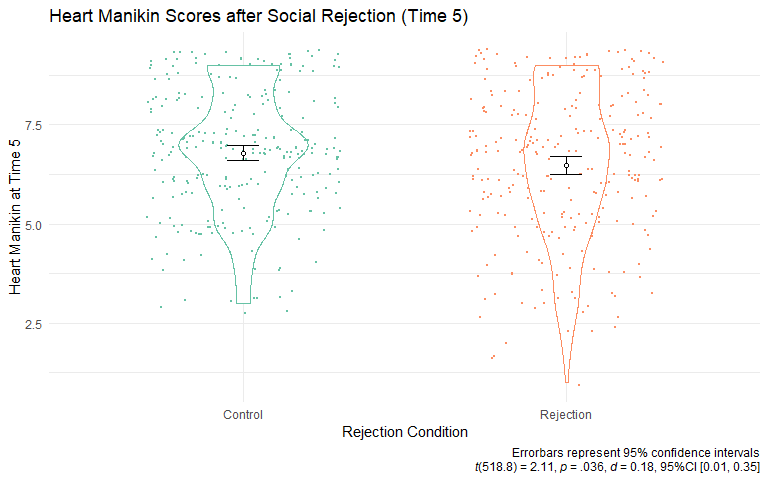 Heart Manikin Scores after Social Rejection (Time 5)
Heart Manikin at Time 5
7.5
5.0
2.5
Control
Rejection
Rejection Condition
Errorbars represent 95% confidence intervals
t(518.8) = 2.11, p = .036, d = 0.18, 95%CI [0.01, 0.35]